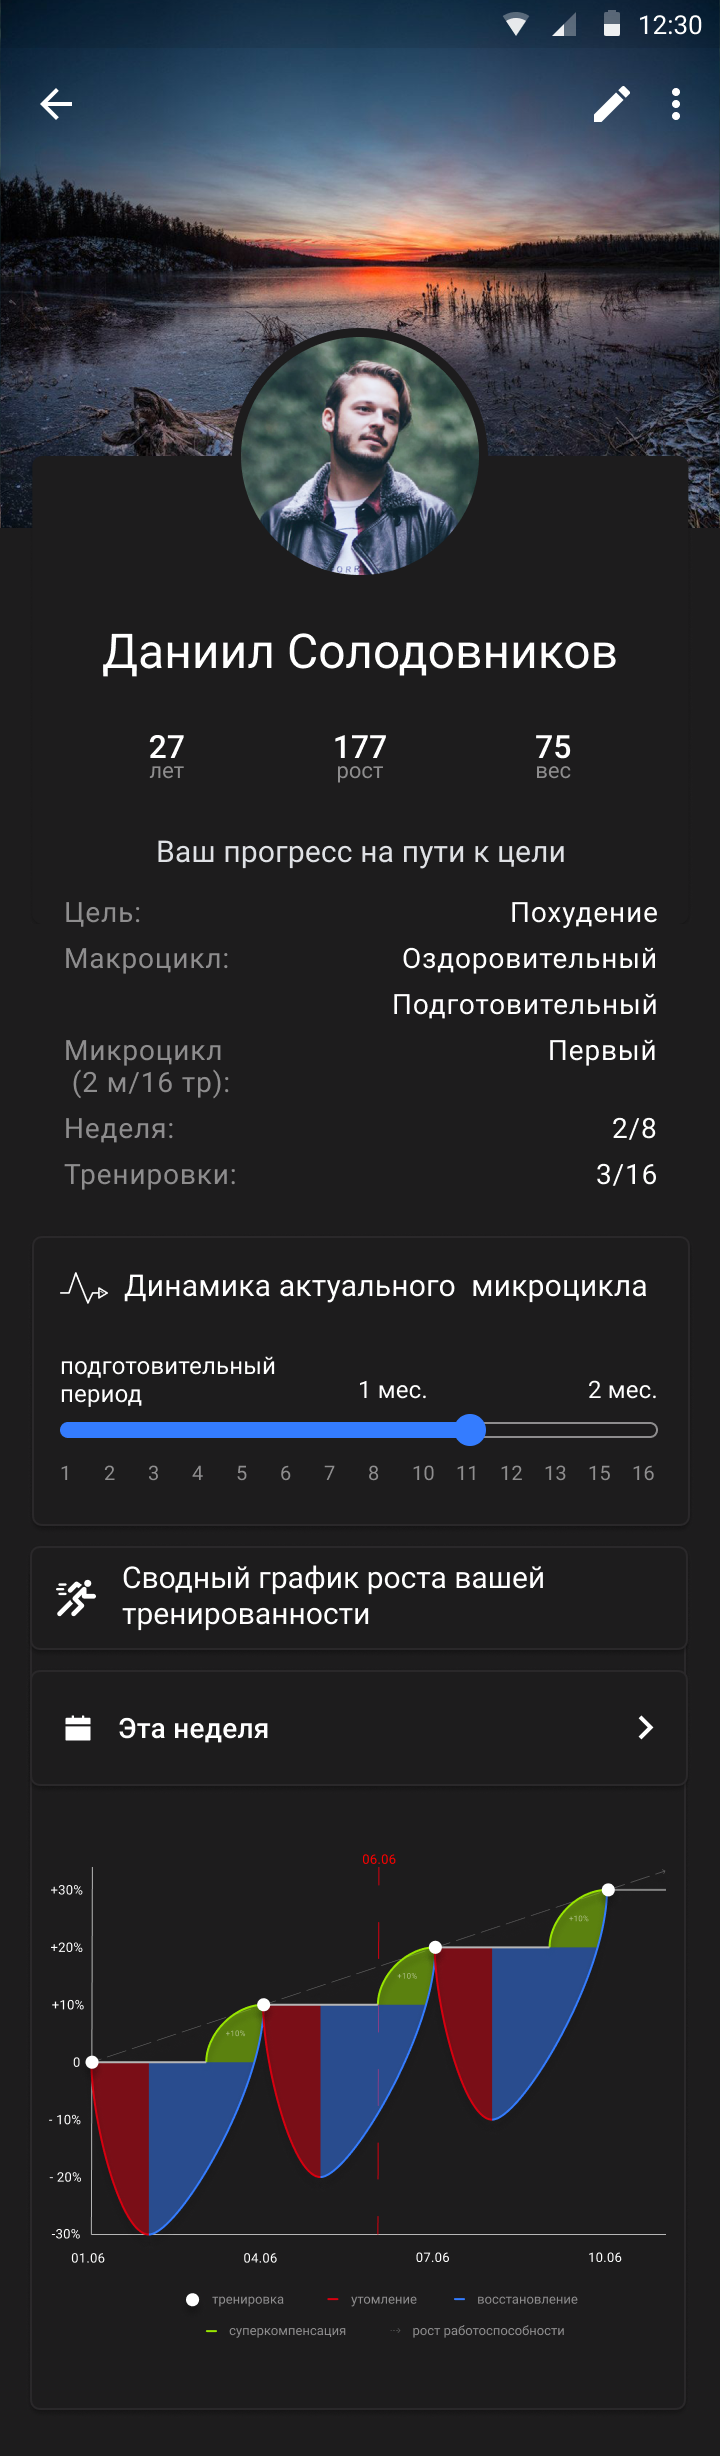 12:30
Даниил Солодовников
27 177 75
лет рост вес
Ваш прогресс на пути к цели
Цель: Похудение
Макроцикл: Оздоровительный
Подготовительный
Микроцикл Первый
(2 м/16 тр):
Неделя: 2/8
Тренировки: 3/16
Динамика актуального микроцикла
подготовительный
период 1 мес. 2 мес.
1 2 3 4 5 6 7 8 10 11 12 13 15 16
Сводный график роста вашей
тренированности
Эта неделя
06.06
+30%
+10%
+20%
+10%
+10%
+10%
0
- 10%
- 20%
-30%
01.06 04.06 07.06 10.06
тренировка утомление восстановление
суперкомпенсация рост работоспособности